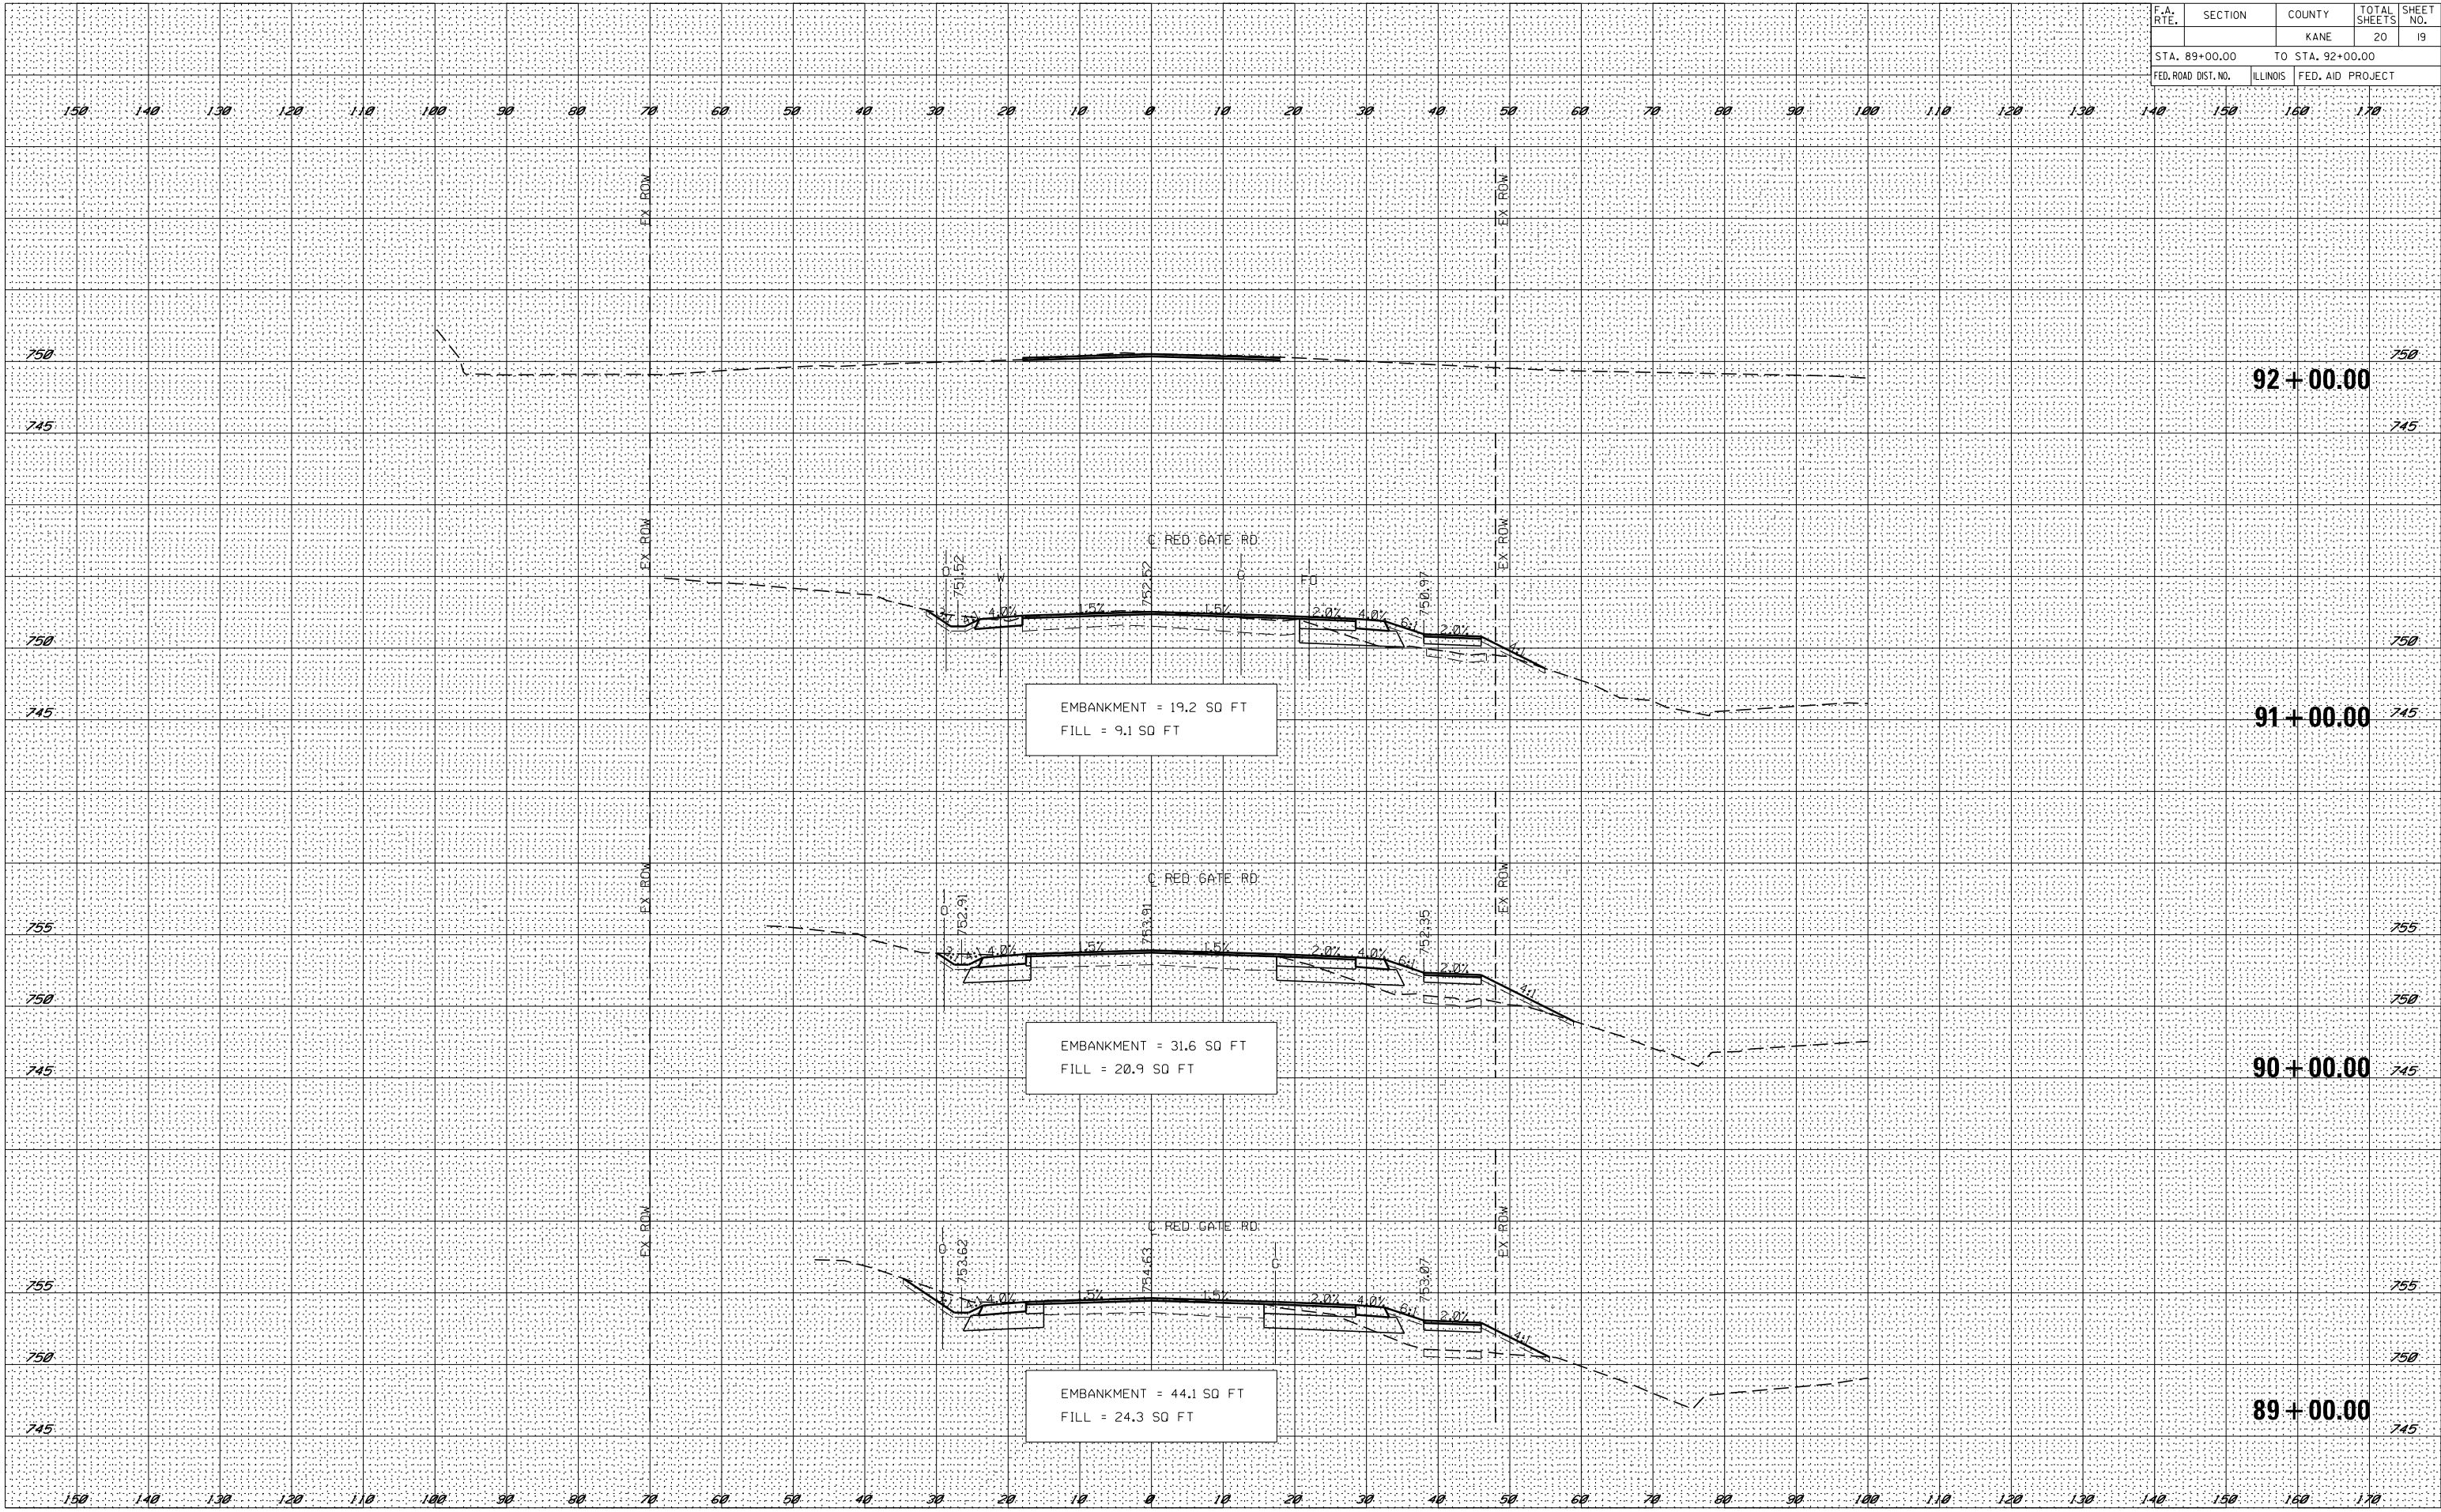 F.A. RTE. SECTION COUNTY TOTAL SHEETS SHEET NO.
KANE 20 19
STA. 89+00.00 TO STA. 92+00.00
FED. ROAD DIST. NO. ILLINOIS FED. AID PROJECT
150 140 130 120 110 100 90 80 70 60 50 40 30 20 10 0 10 20 30 40 50 60 70 80 90 100 110 120 130 140 150 160 170
EX ROW EX ROW
750 750
92+00.00
745 745
EX ROW EX ROW
℄ RED GATE RD
O 751.52 W 752.52 G FO 750.97
4:1 4.0% 1.5% 1.5% 2.0% 4.0% 6:1 2.0% 4:1
750 750
EMBANKMENT = 19.2 SQ FT
FILL = 9.1 SQ FT
745 91+00.00 745
EX ROW EX ROW
℄ RED GATE RD
O 752.91 753.91 752.35
755 755
3:1 4:1 4.0% 1.5% 1.5% 2.0% 4.0% 6:1 2.0% 4:1
750 750
EMBANKMENT = 31.6 SQ FT
FILL = 20.9 SQ FT
745 90+00.00 745
EX ROW EX ROW
℄ RED GATE RD
O 753.62 754.63 G 753.07
755 755
4:1 4.0% 1.5% 1.5% 2.0% 4.0% 6:1 2.0% 4:1
750 750
EMBANKMENT = 44.1 SQ FT
FILL = 24.3 SQ FT
89+00.00
745 745
150 140 130 120 110 100 90 80 70 60 50 40 30 20 10 0 10 20 30 40 50 60 70 80 90 100 110 120 130 140 150 160 170